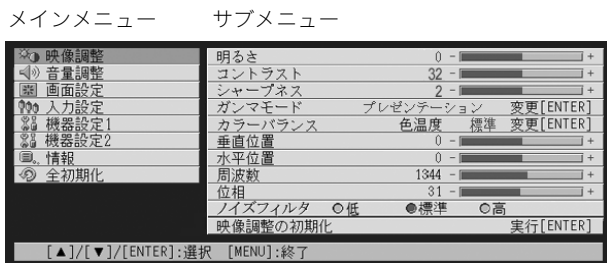 メインメニュー サブメニュー
映像調整
音量調整
画面設定
入力設定
機器設定1
機器設定2
情報
全初期化
明るさ 0 - +
コントラスト 32 - +
シャープネス 2 - +
ガンマモード プレゼンテーション 変更[ENTER]
カラーバランス 色温度 標準 変更[ENTER]
垂直位置 0 - +
水平位置 0 - +
周波数 1344 - +
位相 31 - +
ノイズフィルタ ○低 ●標準 ○高
映像調整の初期化 実行[ENTER]
[▲]/[▼]/[ENTER]:選択 [MENU]:終了